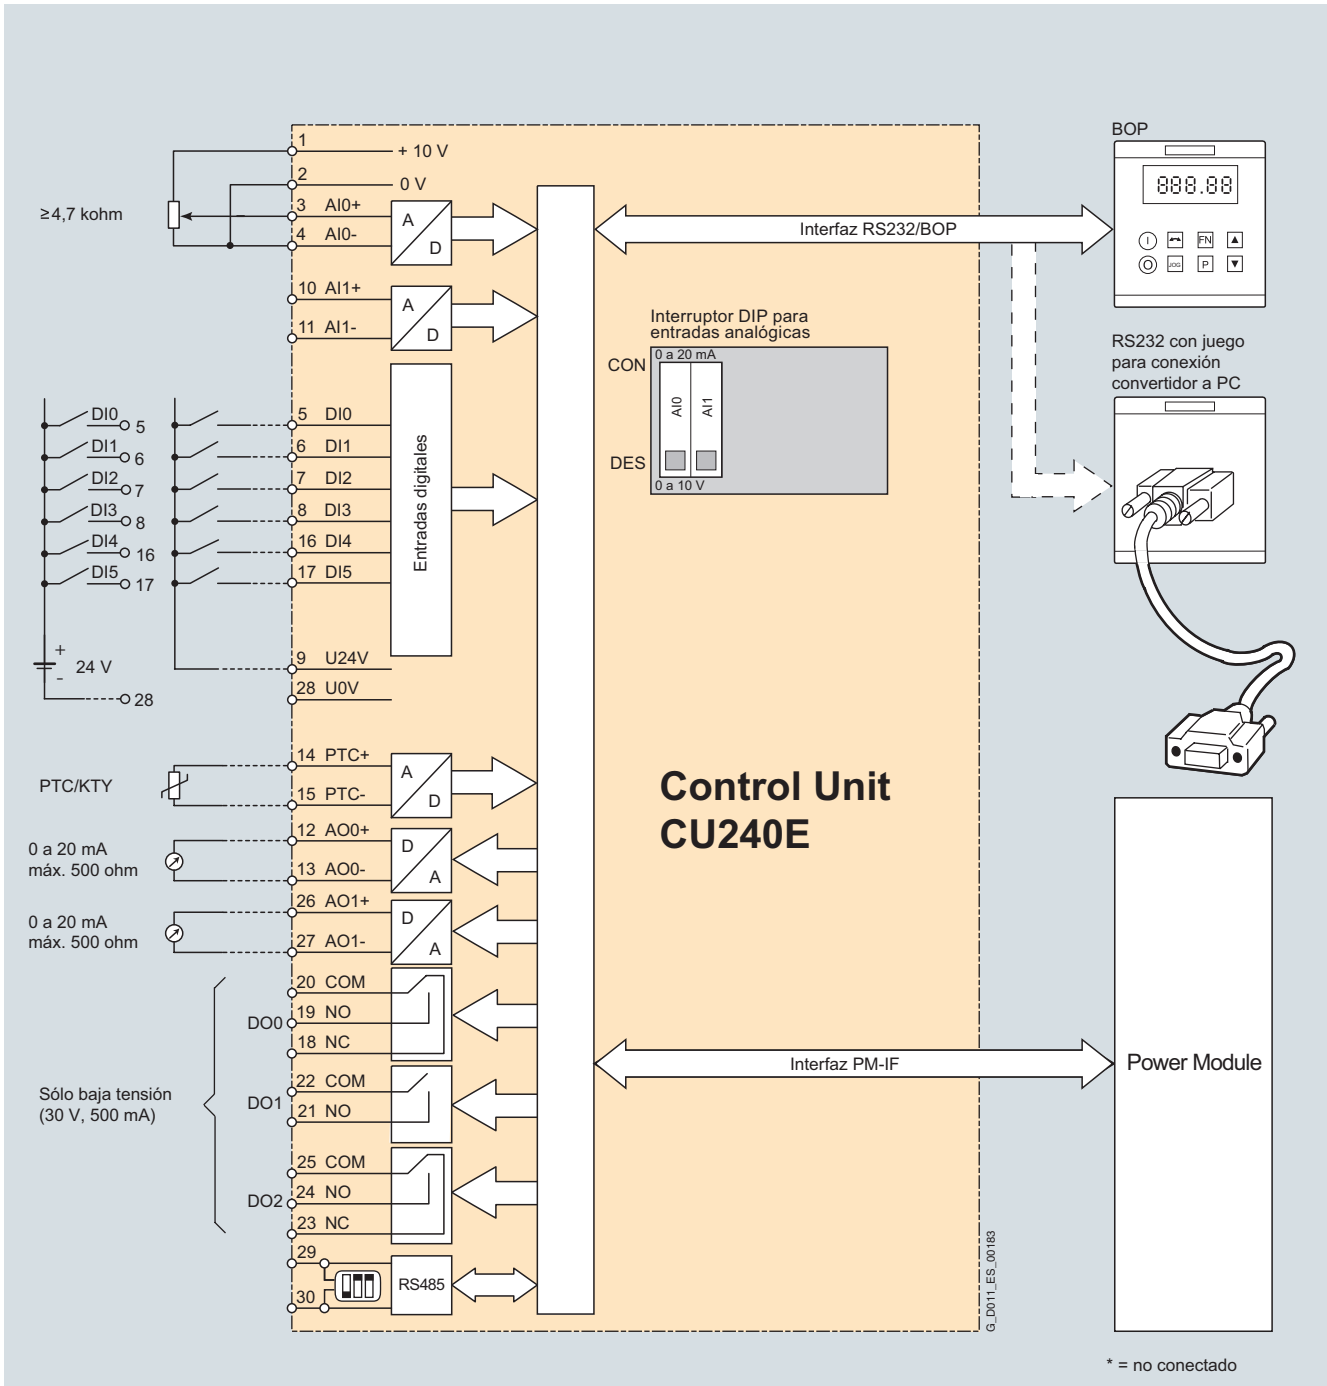 BOP
1
+ 10 V
2
0 V
≥4,7 kohm
3 AI0+
4 AI0-
A
D
Interfaz RS232/BOP
888.88
I
FN
O
JOG
P
10 AI1+
11 AI1-
A
D
Interruptor DIP para
entradas analógicas
CON
0 a 20 mA
AI0
AI1
DES
0 a 10 V
RS232 con juego
para conexión
convertidor a PC
DI0
5
DI1
6
DI2
7
DI3
8
DI4
16
DI5
17
5 DI0
6 DI1
7 DI2
8 DI3
16 DI4
17 DI5
Entradas digitales
+
-
24 V
28
9 U24V
28 U0V
PTC/KTY
14 PTC+
15 PTC-
A
D
Control Unit
CU240E
0 a 20 mA
máx. 500 ohm
12 AO0+
13 AO0-
D
A
0 a 20 mA
máx. 500 ohm
26 AO1+
27 AO1-
D
A
Sólo baja tensión
(30 V, 500 mA)
DO0
20 COM
19 NO
18 NC
DO1
22 COM
21 NO
DO2
25 COM
24 NO
23 NC
29
30
RS485
Interfaz PM-IF
Power Module
G_D011_ES_00183
* = no conectado